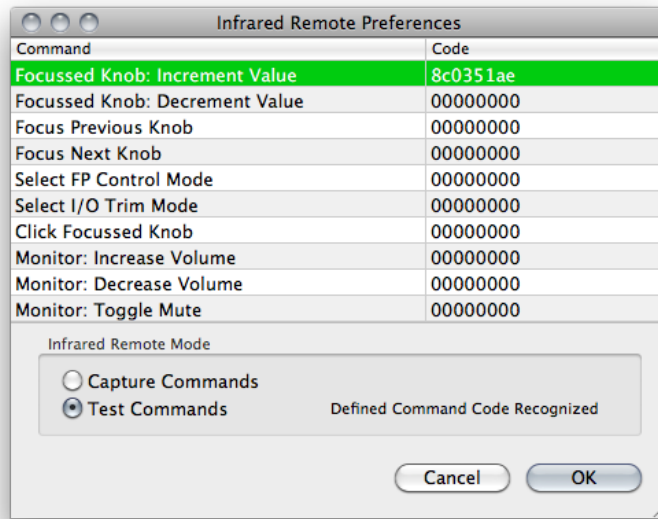 Infrared Remote Preferences
Command Code
Focussed Knob: Increment Value 8c0351ae
Focussed Knob: Decrement Value 00000000
Focus Previous Knob 00000000
Focus Next Knob 00000000
Select FP Control Mode 00000000
Select I/O Trim Mode 00000000
Click Focussed Knob 00000000
Monitor: Increase Volume 00000000
Monitor: Decrease Volume 00000000
Monitor: Toggle Mute 00000000
Infrared Remote Mode
Capture Commands
Test Commands Defined Command Code Recognized
Cancel OK